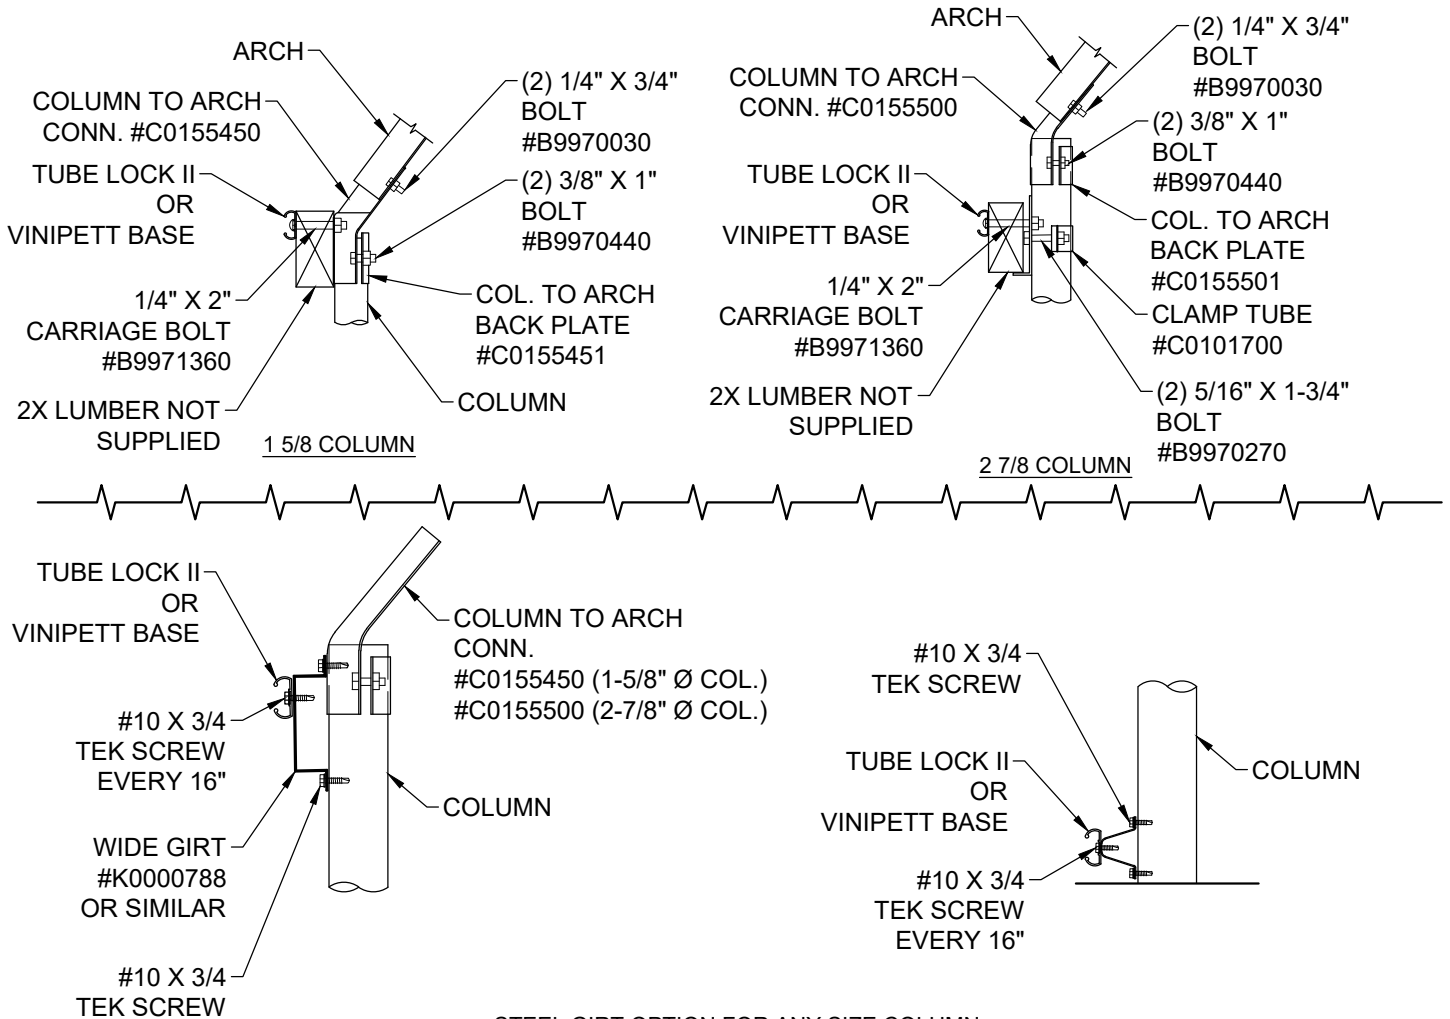 ARCH
COLUMN TO ARCH
CONN. #C0155450
TUBE LOCK II
OR
VINIPETT BASE
1/4" X 2"
CARRIAGE BOLT
#B9971360
2X LUMBER NOT
SUPPLIED
(2) 1/4" X 3/4"
BOLT
#B9970030
(2) 3/8" X 1"
BOLT
#B9970440
COL. TO ARCH
BACK PLATE
#C0155451
COLUMN
1 5/8 COLUMN
ARCH
COLUMN TO ARCH
CONN. #C0155500
TUBE LOCK II
OR
VINIPETT BASE
1/4" X 2"
CARRIAGE BOLT
#B9971360
2X LUMBER NOT
SUPPLIED
(2) 1/4" X 3/4"
BOLT
#B9970030
(2) 3/8" X 1"
BOLT
#B9970440
COL. TO ARCH
BACK PLATE
#C0155501
CLAMP TUBE
#C0101700
(2) 5/16" X 1-3/4"
BOLT
#B9970270
2 7/8 COLUMN
TUBE LOCK II
OR
VINIPETT BASE
#10 X 3/4
TEK SCREW
EVERY 16"
WIDE GIRT
#K0000788
OR SIMILAR
#10 X 3/4
TEK SCREW
COLUMN TO ARCH
CONN.
#C0155450 (1-5/8" Ø COL.)
#C0155500 (2-7/8" Ø COL.)
COLUMN
#10 X 3/4
TEK SCREW
TUBE LOCK II
OR
VINIPETT BASE
#10 X 3/4
TEK SCREW
EVERY 16"
COLUMN
STEEL GIRT OPTION FOR ANY SIZE COLUMN